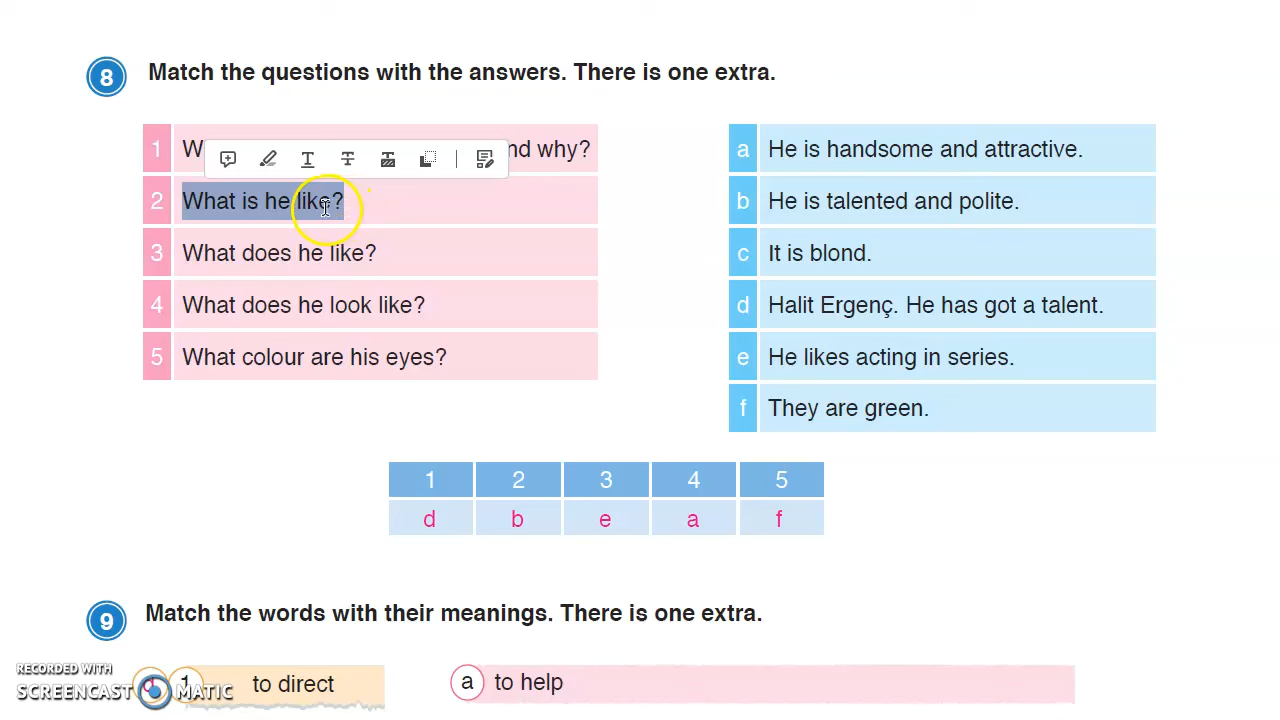 8 Match the questions with the answers. There is one extra.
1 W nd why?
2 What is he like?
3 What does he like?
4 What does he look like?
5 What colour are his eyes?
a He is handsome and attractive.
b He is talented and polite.
c It is blond.
d Halit Ergenç. He has got a talent.
e He likes acting in series.
f They are green.
1 2 3 4 5
d b e a f
9 Match the words with their meanings. There is one extra.
d 1 to direct
a to help
RECORDED WITH
SCREENCAST MATIC